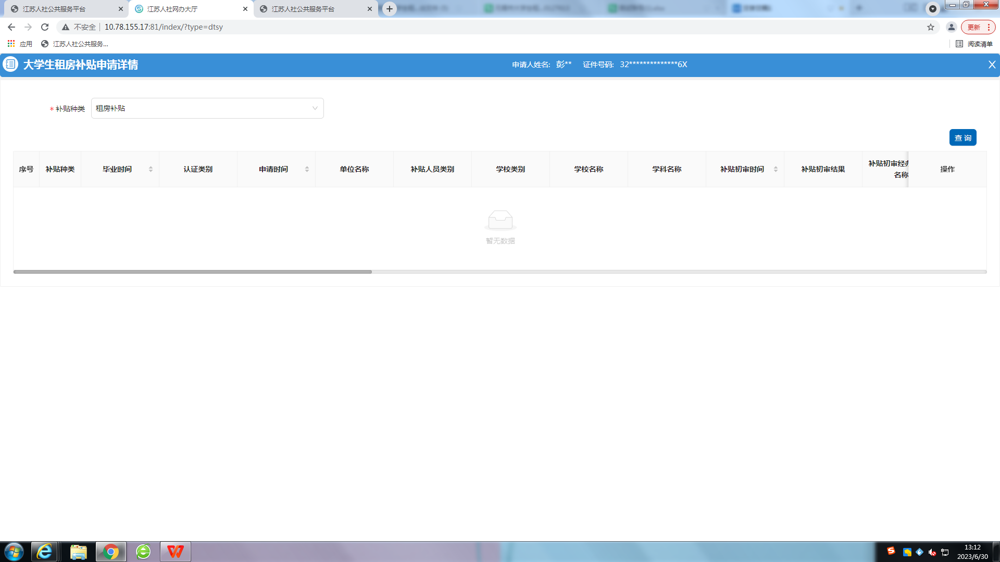 江苏人社公共服务平台
江苏人社网办大厅
江苏人社公共服务平台
不安全 10.78.155.17:81/index/?type=dtsy
更新
应用
江苏人社公共服务...
阅读清单
大学生租房补贴申请详情
申请人姓名: 彭** 证件号码: 32**************6X
X
* 补贴种类 租房补贴
查 询
序号 补贴种类 毕业时间 认证类别 申请时间 单位名称 补贴人员类别 学校类别 学校名称 学科名称 补贴初审时间 补贴初审结果 补贴初审经办 操作
名称
暂无数据
13:12
2023/6/30